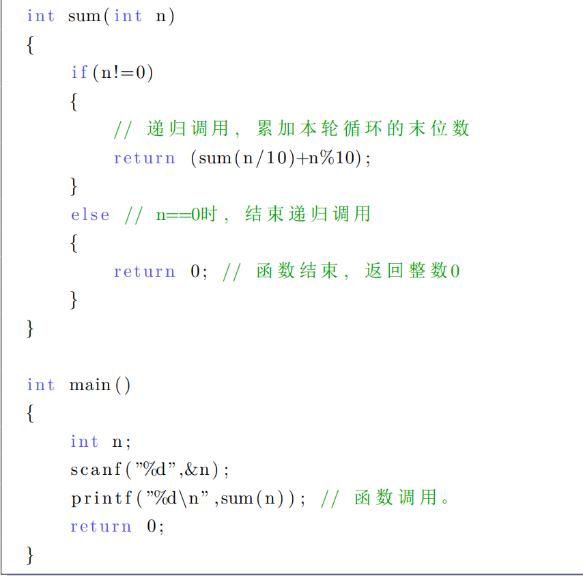 int sum(int n)
{
if(n!=0)
{
// 递归调用，累加本轮循环的末位数
return (sum(n/10)+n%10);
}
else // n==0时，结束递归调用
{
return 0; // 函数结束，返回整数0
}
}
int main()
{
int n;
scanf("%d",&n);
printf("%d\n",sum(n)); // 函数调用。
return 0;
}